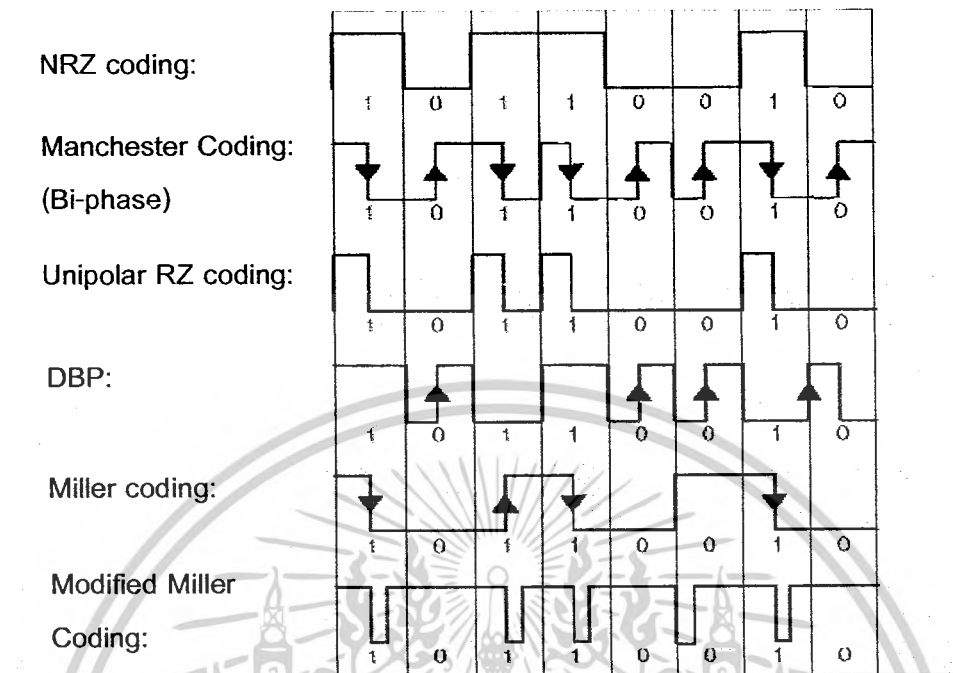 NRZ coding:
1 0 1 1 0 0 1 0
Manchester Coding:
(Bi-phase)
1 0 1 1 0 0 1 0
Unipolar RZ coding:
1 0 1 1 0 0 1 0
DBP:
1 0 1 1 0 0 1 0
Miller coding:
1 0 1 1 0 0 1 0
Modified Miller
Coding:
1 0 1 1 0 0 1 0